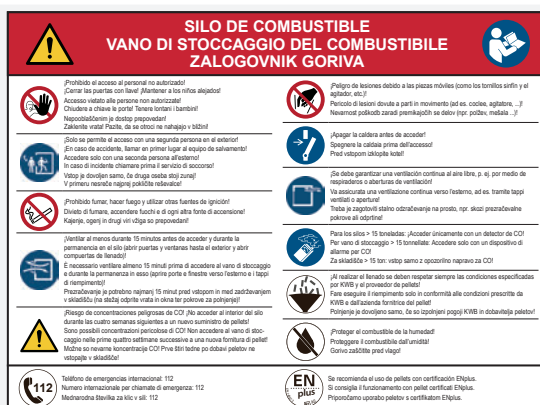 SILO DE COMBUSTIBLE
VANO DI STOCCAGGIO DEL COMBUSTIBILE
ZALOGOVNIK GORIVA
¡Prohibido el acceso al personal no autorizado!
¡Cerrar las puertas con llave! ¡Mantener a los niños alejados!
Accesso vietato alle persone non autorizzate!
Chiudere a chiave le porte! Tenere lontani i bambini!
Nepooblaščenim je dostop prepovedan!
Zaklenite vrata! Pazite, da se otroci ne nahajajo v bližini!
¡Solo se permite el acceso con una segunda persona en el exterior!
¡En caso de accidente, llamar en primer lugar al equipo de salvamento!
Accedere solo con una seconda persona all'esterno!
In caso di incidente chiamare prima il servizio di soccorso!
Vstop je dovoljen samo, če druga oseba stoji zunaj!
V primeru nesreče najprej pokličite reševalce!
¡Prohibido fumar, hacer fuego y utilizar otras fuentes de ignición!
Divieto di fumare, accendere fuochi e di ogni altra fonte di accensione!
Kajenje, ogenj in drugi viri vžiga so prepovedani!
¡Ventilar al menos durante 15 minutos antes de acceder y durante la
permanencia en el silo (abrir puertas y ventanas hasta el exterior y abrir
compuertas de llenado)!
È necessario ventilare almeno 15 minuti prima di accedere al vano di stoccaggio
e durante la permanenza in esso (aprire porte e finestre verso l'esterno e i tappi
di riempimento)!
Prezračevanje je potrebno najmanj 15 minut pred vstopom in med zadrževanjem
v skladišču (na stežaj odprite vrata in okna ter pokrove za polnjenje)!
¡Riesgo de concentraciones peligrosas de CO! ¡No acceder al interior del silo
durante las cuatro semanas siguientes a un nuevo suministro de pellets!
Sono possibili concentrazioni pericolose di CO! Non accedere al vano di stoc-
caggio nelle prime quattro settimane successive a una nuova fornitura di pellet!
Možne so nevarne koncentracije CO! Prve štiri tedne po dobavi peletov ne
vstopajte v skladišče!
112
Teléfono de emergencias internacional: 112
Numero internazionale per chiamate di emergenza: 112
Mednarodna številka za klic v sili: 112
¡Peligro de lesiones debido a las piezas móviles (como los tornillos sinfín y el
agitador, etc.)!
Pericolo di lesioni dovute a parti in movimento (ad es. coclee, agitatore, ...)!
Nevarnost poškodb zaradi premikajočih se delov (npr. polžev, mešala ...)!
¡Apagar la caldera antes de acceder!
Spegnere la caldaia prima dell'accesso!
Pred vstopom izklopite kotel!
¡Se debe garantizar una ventilación continua al aire libre, p. ej. por medio de
respiraderos o aberturas de ventilación!
Va assicurata una ventilazione continua verso l'esterno, ad es. tramite tappi
ventilati o aperture!
Treba je zagotoviti stalno odzračevanje na prosto, npr. skozi prezračevalne
pokrove ali odprtine!
Para los silos > 15 toneladas: ¡Acceder únicamente con un detector de CO!
Per vano di stoccaggio > 15 tonnellate: Accedere solo con un dispositivo di
allarme per CO!
Za skladišče > 15 ton: vstop samo z opozorilno napravo za CO!
¡Al realizar el llenado se deben respetar siempre las condiciones especificadas
por KWB y el proveedor de pellets!
Fare eseguire il riempimento solo in conformità alle condizioni prescritte da
KWB e dall'azienda fornitrice del pellet!
Polnjenje je dovoljeno samo, če so izpolnjeni pogoji KWB in dobavitelja peletov!
¡Proteger el combustible de la humedad!
Proteggere il combustibile dall'umidità!
Gorivo zaščitite pred vlago!
EN
plus
Se recomienda el uso de pellets con certificación ENplus.
Si consiglia il funzionamento con pellet certificati ENplus.
Priporočamo uporabo peletov s certifikatom ENplus.